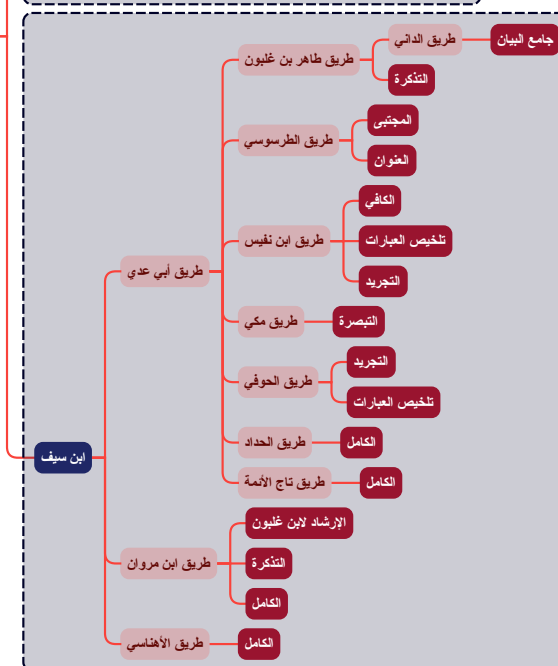 جامع البيان
طريق الداني
طريق طاهر بن غلبون
التذكرة
المجتبى
طريق الطرسوسي
العنوان
الكافي
تلخيص العبارات
طريق ابن نفيس
التجريد
طريق أبي عدي
التبصرة
طريق مكي
التجريد
طريق الحوفي
تلخيص العبارات
الكامل
طريق الحداد
ابن سيف
الكامل
طريق تاج الأئمة
الإرشاد لابن غلبون
التذكرة
طريق ابن مروان
الكامل
الكامل
طريق الأهناسي